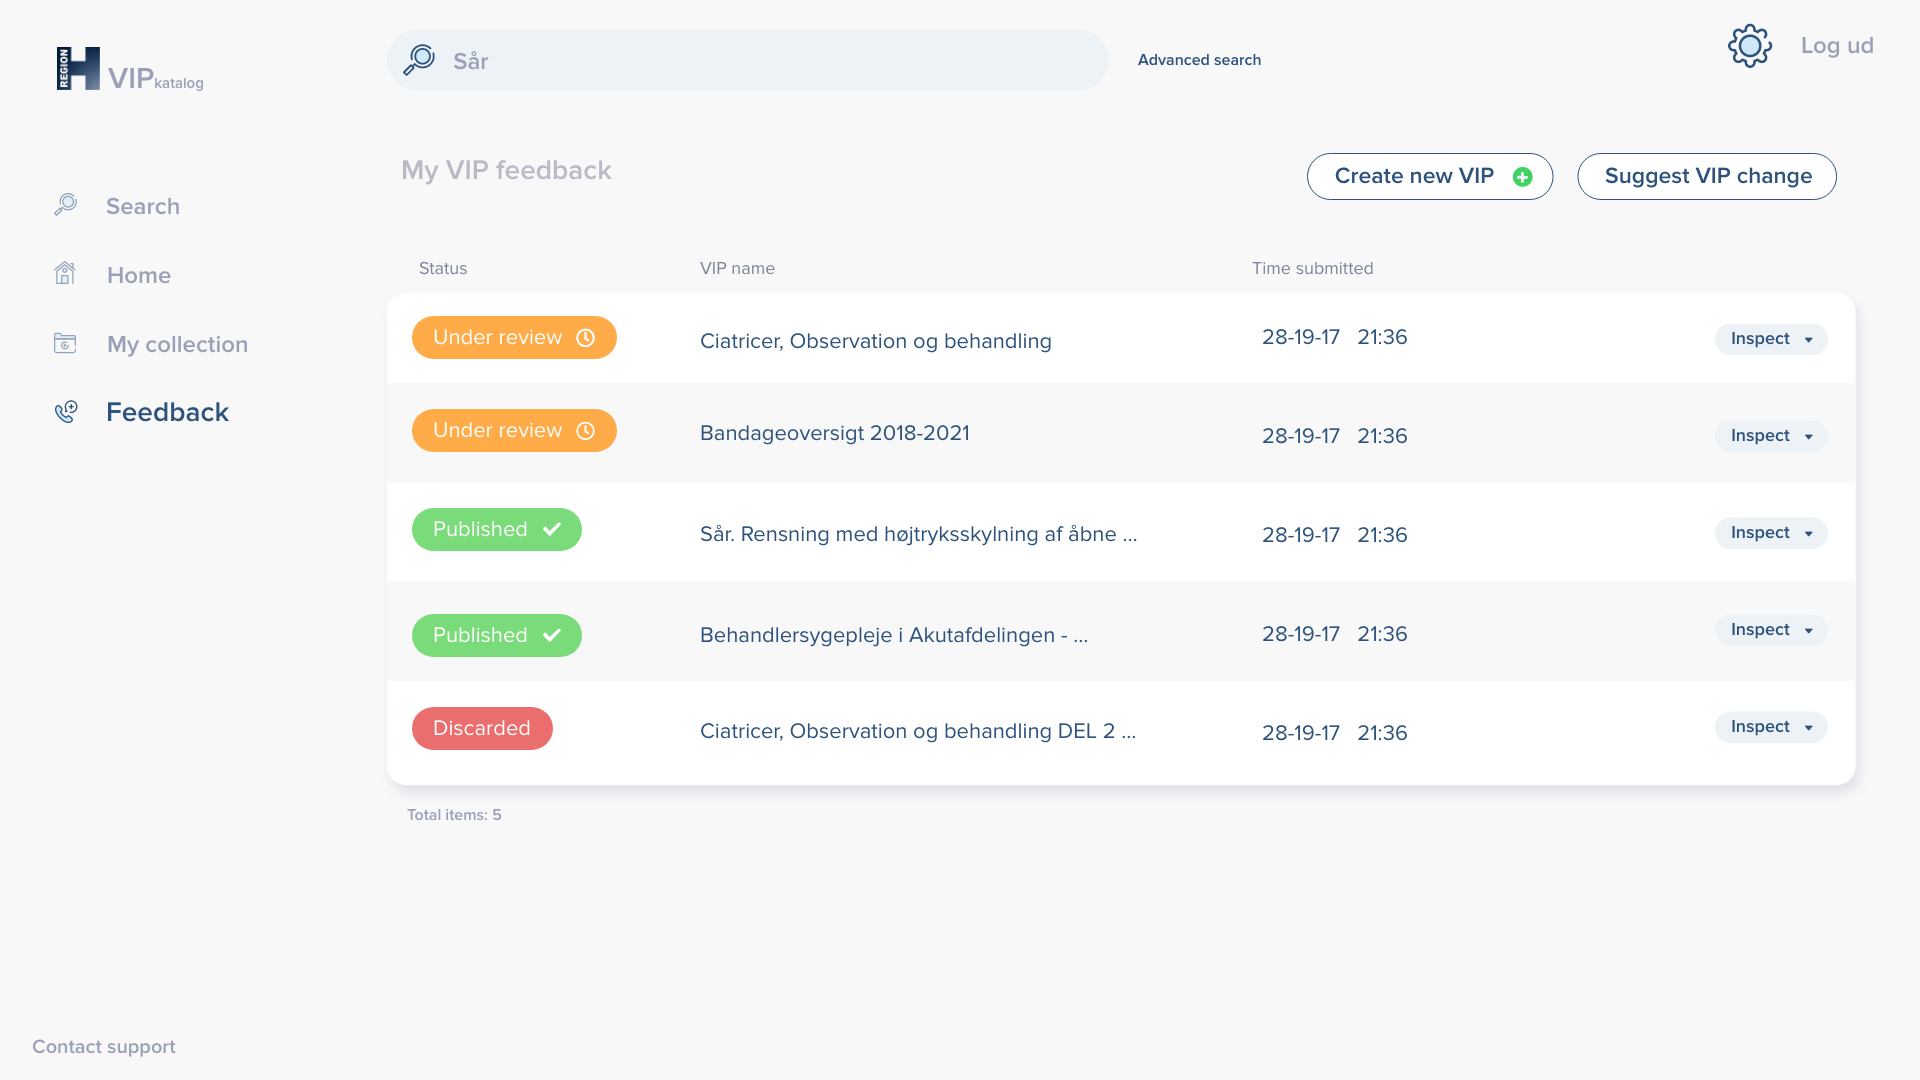 REGION
H
VIPkatalog
Sår
Advanced search
Log ud
Search
Home
My collection
Feedback
My VIP feedback
Create new VIP
Suggest VIP change
Status VIP name Time submitted
Under review Ciatricer, Observation og behandling 28-19-17 21:36 Inspect
Under review Bandageoversigt 2018-2021 28-19-17 21:36 Inspect
Published Sår. Rensning med højtryksskylning af åbne ... 28-19-17 21:36 Inspect
Published Behandlersygepleje i Akutafdelingen - ... 28-19-17 21:36 Inspect
Discarded Ciatricer, Observation og behandling DEL 2 ... 28-19-17 21:36 Inspect
Total items: 5
Contact support